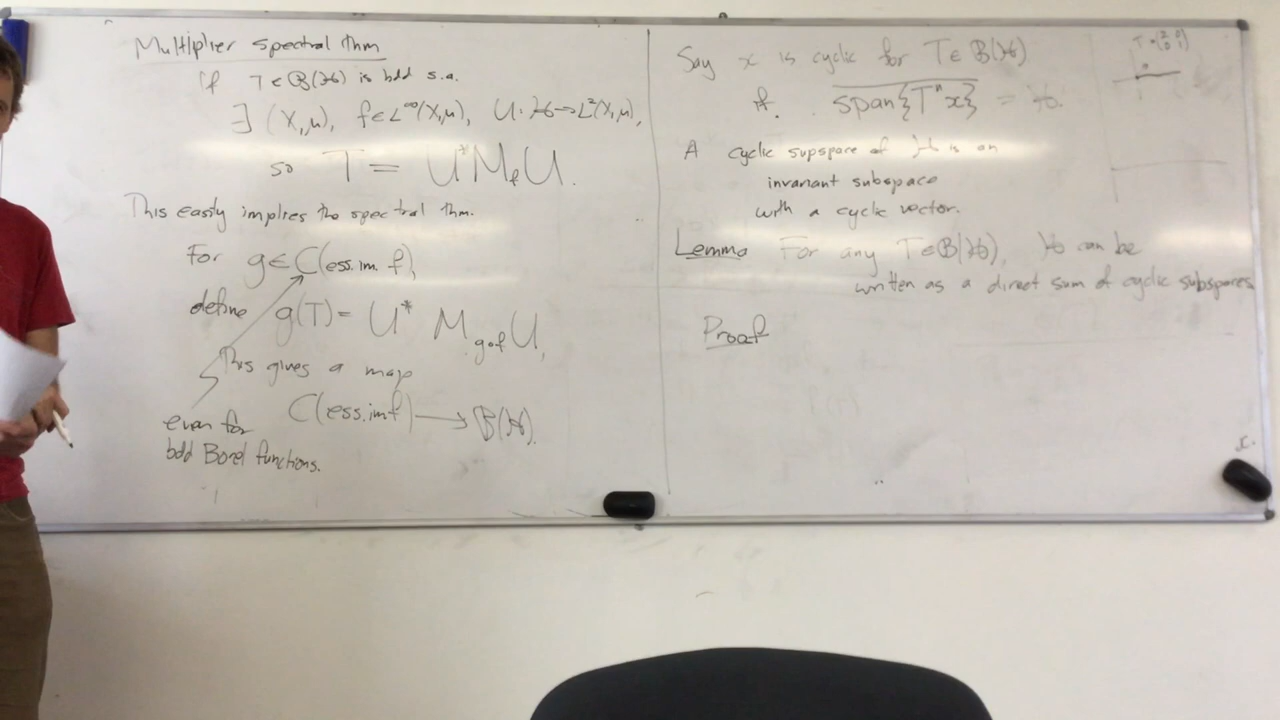 Multiplier spectral thm
If T ∈ B(H) is bdd s.a.
∃ (X,μ), f∈L^∞(X,μ), U: H→L²(X,μ),
so T = U*M_f U.
This easily implies the spectral thm.
For g∈C(ess.im. f),
define g(T) = U* M_{g∘f} U,
This gives a map
C(ess.im f) → B(H).
even for
bdd Borel functions.
Say x is cyclic for T∈B(H)
if span{Tⁿx} = H.
A cyclic supspace of H is an
invariant subspace
with a cyclic vector.
Lemma For any T∈B(H), H can be
written as a direct sum of cyclic subspaces
Proof